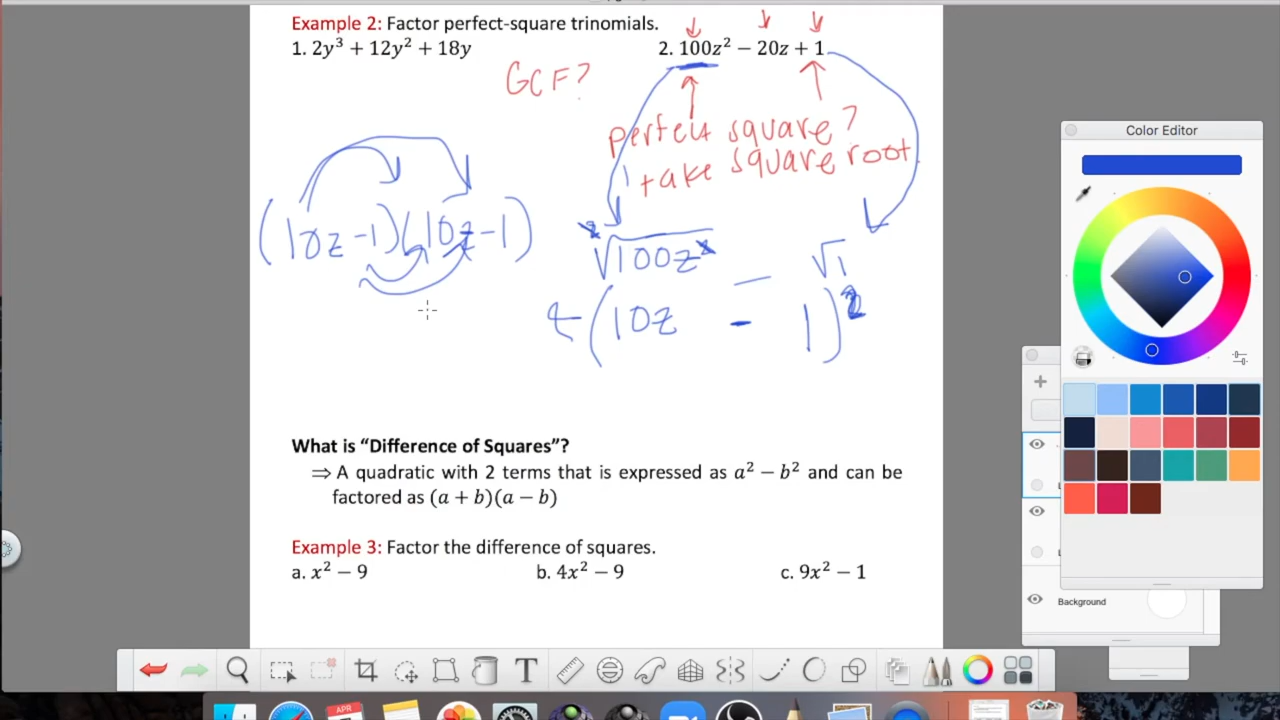 Example 2: Factor perfect-square trinomials.
1. 2y³ + 12y² + 18y
2. 100z² − 20z + 1
GCF?
perfect square?
take square root
(10z −1)(10z −1)
√100z² − √1
(10z - 1)²
What is “Difference of Squares”?
⇒ A quadratic with 2 terms that is expressed as a² − b² and can be
factored as (a + b)(a − b)
Example 3: Factor the difference of squares.
a. x² − 9
b. 4x² − 9
c. 9x² − 1
Color Editor
Background
APR